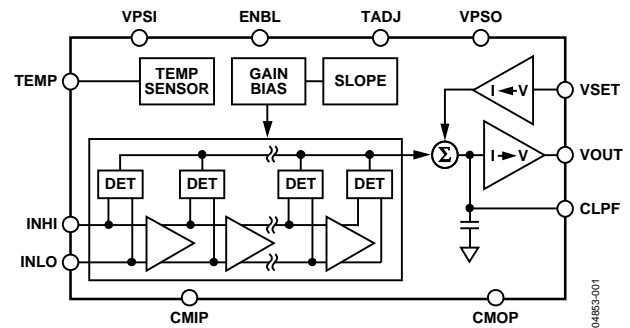 VPSI ENBL TADJ VPSO
TEMP
TEMP
SENSOR
GAIN
BIAS
SLOPE
I V
VSET
Σ
I V
VOUT
DET DET DET DET
CLPF
INHI
INLO
CMIP CMOP
04853-001